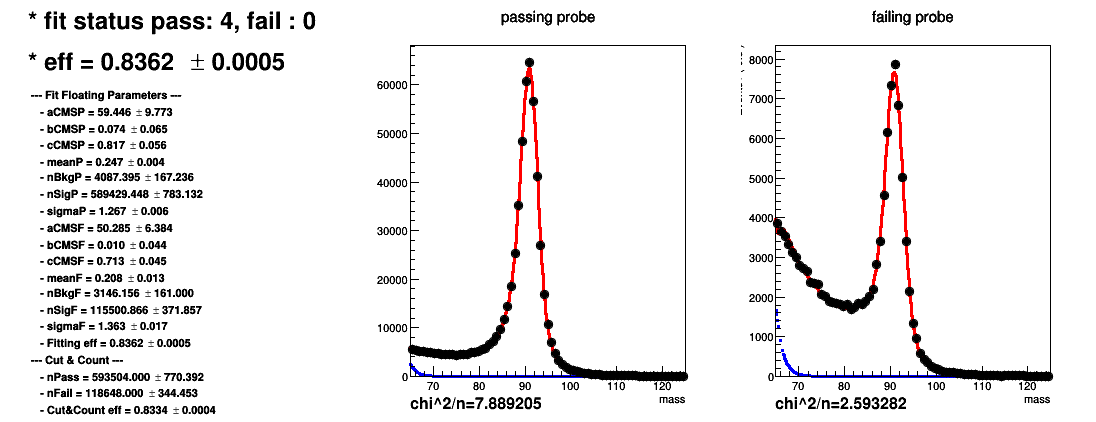 * fit status pass: 4, fail : 0
* eff = 0.8362 ± 0.0005
--- Fit Floating Parameters ---
- aCMSP = 59.446 ± 9.773
- bCMSP = 0.074 ± 0.065
- cCMSP = 0.817 ± 0.056
- meanP = 0.247 ± 0.004
- nBkgP = 4087.395 ± 167.236
- nSigP = 589429.448 ± 783.132
- sigmaP = 1.267 ± 0.006
- aCMSF = 50.285 ± 6.384
- bCMSF = 0.010 ± 0.044
- cCMSF = 0.713 ± 0.045
- meanF = 0.208 ± 0.013
- nBkgF = 3146.156 ± 161.000
- nSigF = 115500.866 ± 371.857
- sigmaF = 1.363 ± 0.017
- Fitting eff = 0.8362 ± 0.0005
--- Cut & Count ---
- nPass = 593504.000 ± 770.392
- nFail = 118648.000 ± 344.453
- Cut&Count eff = 0.8334 ± 0.0004
passing probe
60000
50000
40000
30000
20000
10000
0
70 80 90 100 110 120
mass
chi^2/n=7.889205
failing probe
8000
7000
6000
5000
4000
3000
2000
1000
0
70 80 90 100 110 120
mass
chi^2/n=2.593282